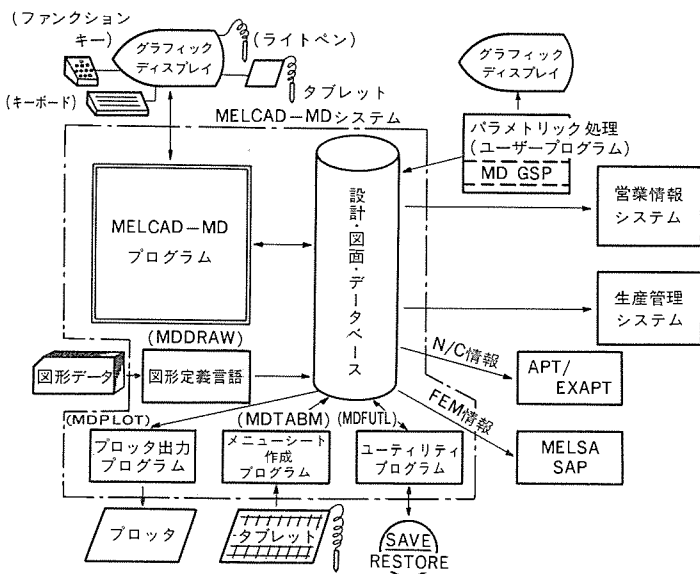 (ファンクション
キー)
グラフィック
ディスプレイ
(ライトペン)
(キーボード)
タブレット
MELCAD-MDシステム
グラフィック
ディスプレイ
パラメトリック処理
(ユーザープログラム)
MD GSP
MELCAD-MD
プログラム
設計・図面・データベース
営業情報
システム
生産管理
システム
(MDDRAW)
図形データ
図形定義言語
N/C情報
APT/
EXAPT
FEM情報
MELSA
SAP
(MDPLOT)
プロッタ出力
プログラム
(MDTABM)
メニューシート
作成
プログラム
(MDFUTL)
ユーティリティ
プログラム
プロッタ
タブレット
SAVE
RESTORE